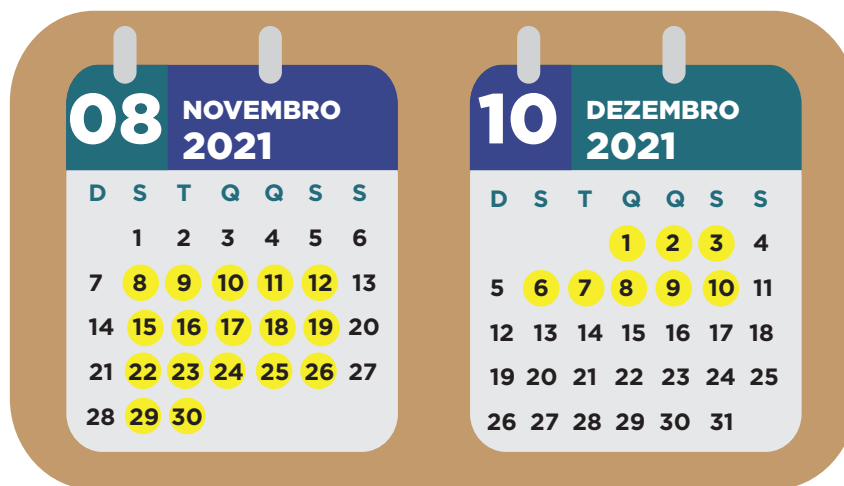 08 NOVEMBRO
2021
D S T Q Q S S
1 2 3 4 5 6
7 8 9 10 11 12 13
14 15 16 17 18 19 20
21 22 23 24 25 26 27
28 29 30
10 DEZEMBRO
2021
D S T Q Q S S
1 2 3 4
5 6 7 8 9 10 11
12 13 14 15 16 17 18
19 20 21 22 23 24 25
26 27 28 29 30 31